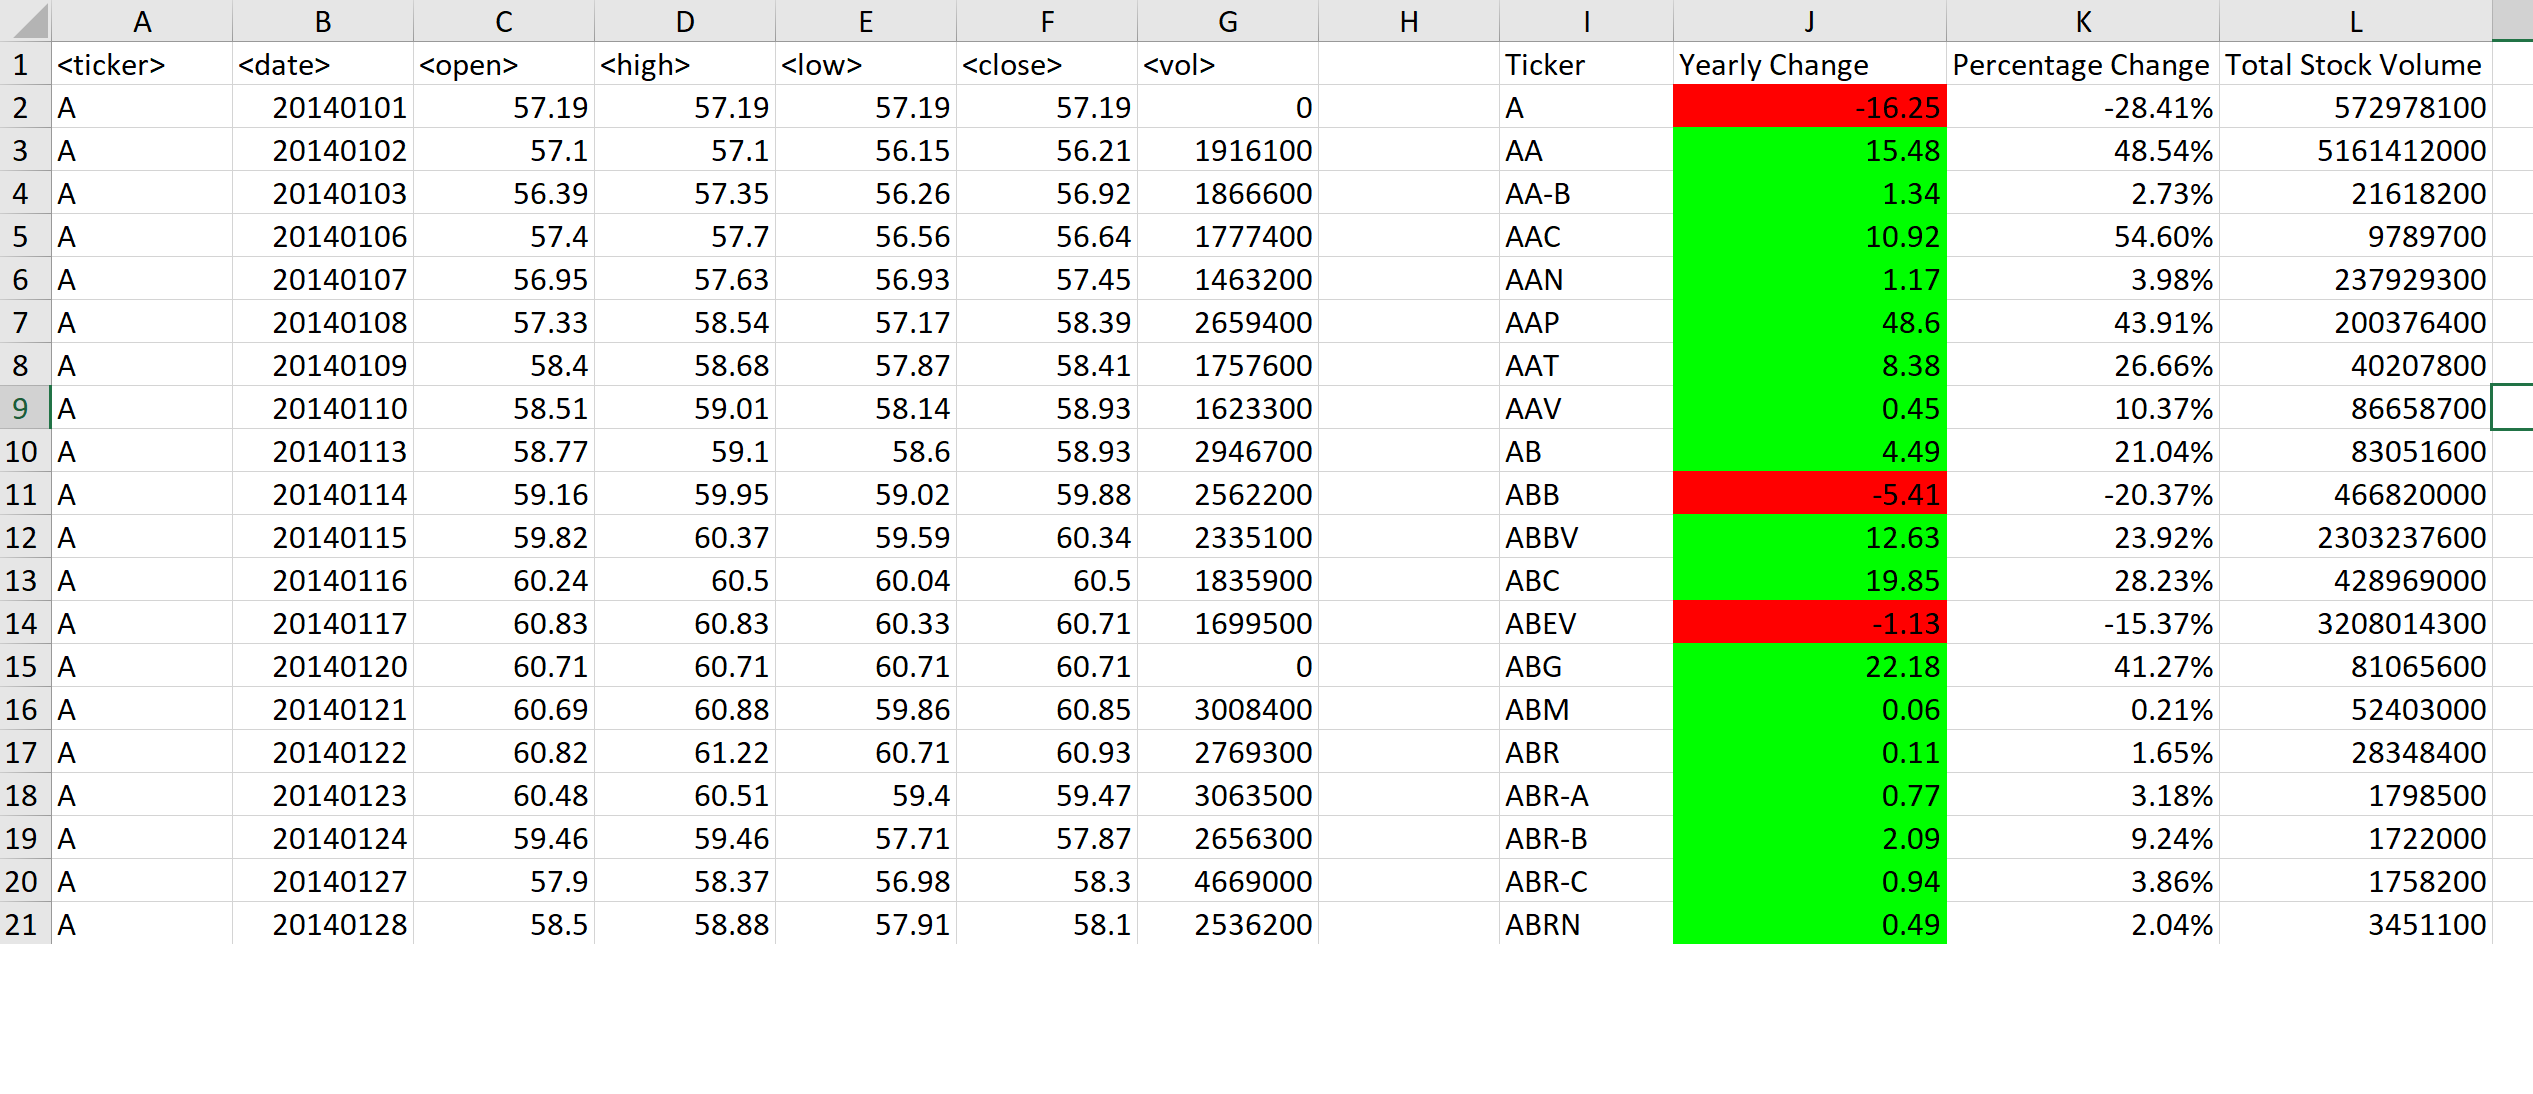 A B C D E F G H I J K L
1 <ticker> <date> <open> <high> <low> <close> <vol> Ticker Yearly Change Percentage Change Total Stock Volume
2 A 20140101 57.19 57.19 57.19 57.19 0 A -16.25 -28.41% 572978100
3 A 20140102 57.1 57.1 56.15 56.21 1916100 AA 15.48 48.54% 5161412000
4 A 20140103 56.39 57.35 56.26 56.92 1866600 AA-B 1.34 2.73% 21618200
5 A 20140106 57.4 57.7 56.56 56.64 1777400 AAC 10.92 54.60% 9789700
6 A 20140107 56.95 57.63 56.93 57.45 1463200 AAN 1.17 3.98% 237929300
7 A 20140108 57.33 58.54 57.17 58.39 2659400 AAP 48.6 43.91% 200376400
8 A 20140109 58.4 58.68 57.87 58.41 1757600 AAT 8.38 26.66% 40207800
9 A 20140110 58.51 59.01 58.14 58.93 1623300 AAV 0.45 10.37% 86658700
10 A 20140113 58.77 59.1 58.6 58.93 2946700 AB 4.49 21.04% 83051600
11 A 20140114 59.16 59.95 59.02 59.88 2562200 ABB -5.41 -20.37% 466820000
12 A 20140115 59.82 60.37 59.59 60.34 2335100 ABBV 12.63 23.92% 2303237600
13 A 20140116 60.24 60.5 60.04 60.5 1835900 ABC 19.85 28.23% 428969000
14 A 20140117 60.83 60.83 60.33 60.71 1699500 ABEV -1.13 -15.37% 3208014300
15 A 20140120 60.71 60.71 60.71 60.71 0 ABG 22.18 41.27% 81065600
16 A 20140121 60.69 60.88 59.86 60.85 3008400 ABM 0.06 0.21% 52403000
17 A 20140122 60.82 61.22 60.71 60.93 2769300 ABR 0.11 1.65% 28348400
18 A 20140123 60.48 60.51 59.4 59.47 3063500 ABR-A 0.77 3.18% 1798500
19 A 20140124 59.46 59.46 57.71 57.87 2656300 ABR-B 2.09 9.24% 1722000
20 A 20140127 57.9 58.37 56.98 58.3 4669000 ABR-C 0.94 3.86% 1758200
21 A 20140128 58.5 58.88 57.91 58.1 2536200 ABRN 0.49 2.04% 3451100